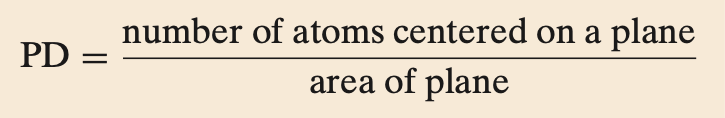 PD = number of atoms centered on a plane
area of plane